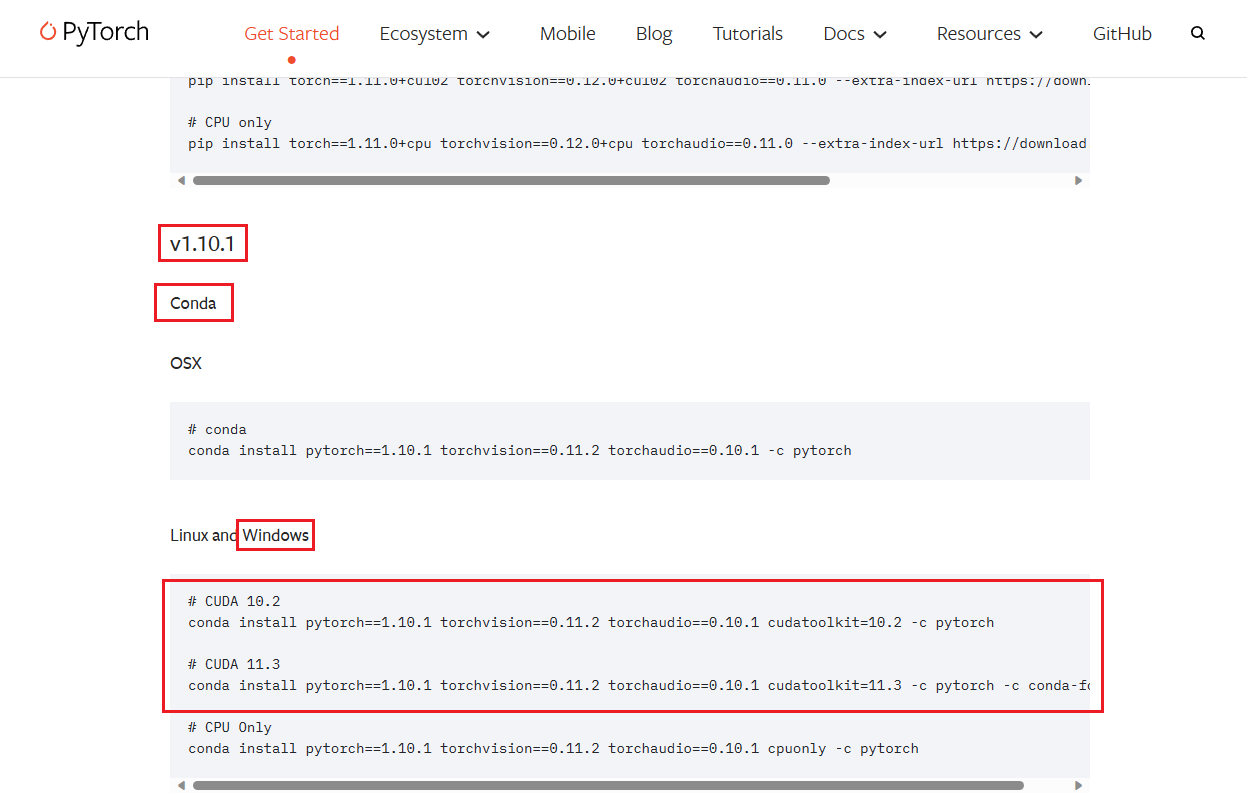 PyTorch
Get Started Ecosystem Mobile Blog Tutorials Docs Resources GitHub
pip install torch==1.11.0+cu102 torchvision==0.12.0+cu102 torchaudio==0.11.0 --extra-index-url https://downl
# CPU only
pip install torch==1.11.0+cpu torchvision==0.12.0+cpu torchaudio==0.11.0 --extra-index-url https://download
v1.10.1
Conda
OSX
# conda
conda install pytorch==1.10.1 torchvision==0.11.2 torchaudio==0.10.1 -c pytorch
Linux and Windows
# CUDA 10.2
conda install pytorch==1.10.1 torchvision==0.11.2 torchaudio==0.10.1 cudatoolkit=10.2 -c pytorch
# CUDA 11.3
conda install pytorch==1.10.1 torchvision==0.11.2 torchaudio==0.10.1 cudatoolkit=11.3 -c pytorch -c conda-fo
# CPU Only
conda install pytorch==1.10.1 torchvision==0.11.2 torchaudio==0.10.1 cpuonly -c pytorch